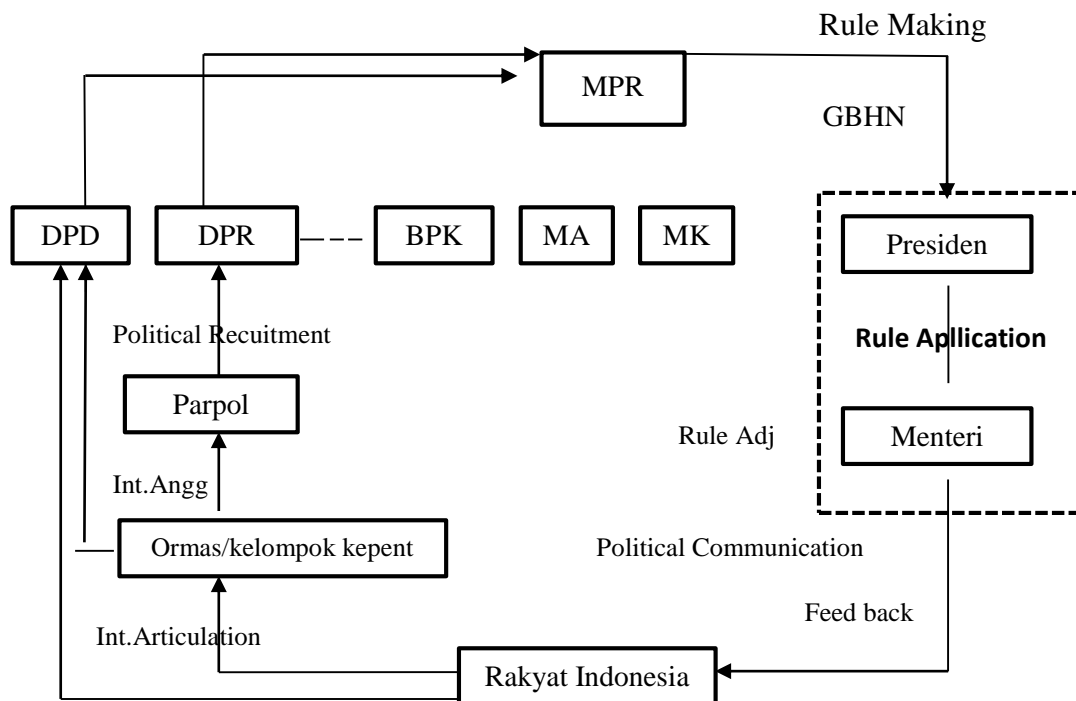 Rule Making
MPR
GBHN
DPD
DPR
BPK
MA
MK
Presiden
Political Recuitment
Rule Apllication
Parpol
Rule Adj
Menteri
Int.Angg
Ormas/kelompok kepent
Political Communication
Feed back
Int.Articulation
Rakyat Indonesia